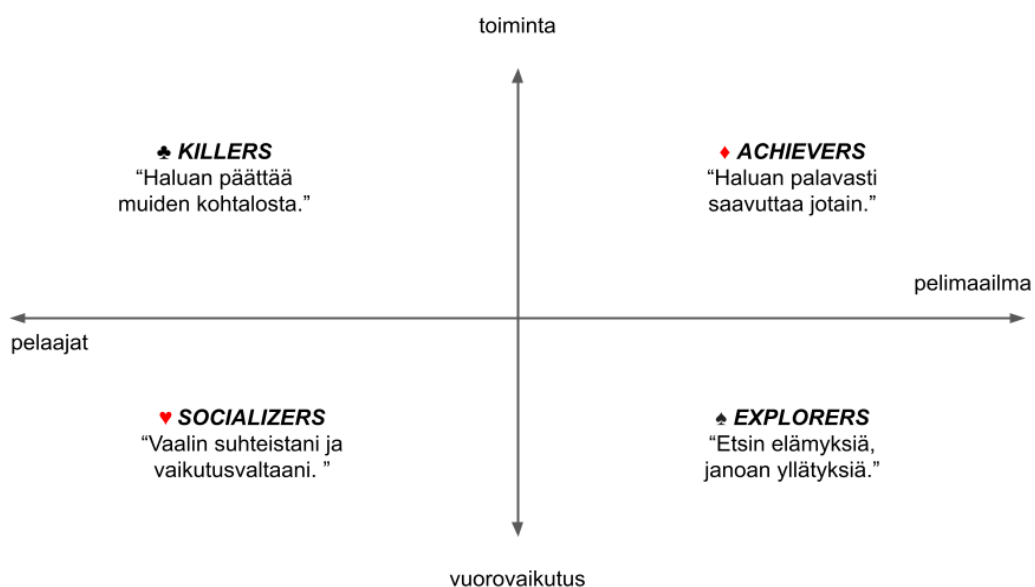 toiminta
♣ KILLERS
“Haluan päättää
muiden kohtalosta.”
♦ ACHIEVERS
“Haluan palavasti
saavuttaa jotain.”
pelimaailma
pelaajat
♥ SOCIALIZERS
“Vaalin suhteistani ja
vaikutusvaltaani. ”
♠ EXPLORERS
“Etsin elämyksiä,
janoan yllätyksiä.”
vuorovaikutus